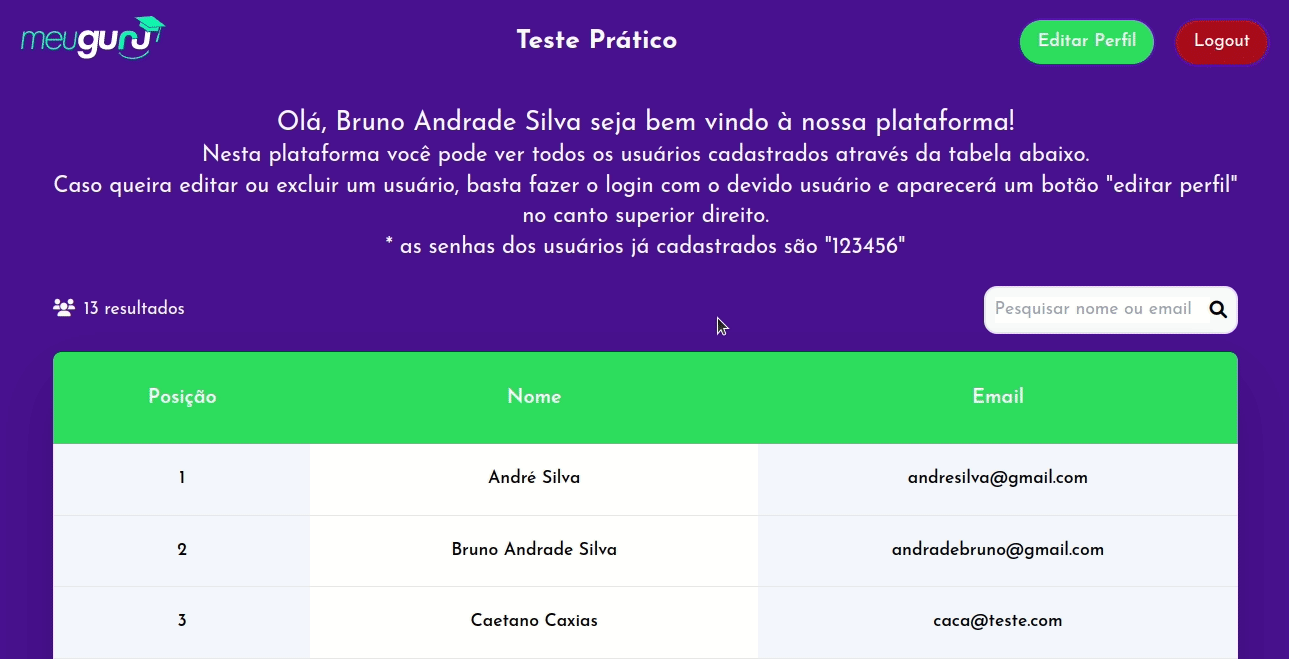 meuguru
Teste Prático
Editar Perfil
Logout
Olá, Bruno Andrade Silva seja bem vindo à nossa plataforma!
Nesta plataforma você pode ver todos os usuários cadastrados através da tabela abaixo.
Caso queira editar ou excluir um usuário, basta fazer o login com o devido usuário e aparecerá um botão "editar perfil"
no canto superior direito.
* as senhas dos usuários já cadastrados são "123456"
13 resultados
Pesquisar nome ou email
Posição Nome Email
1 André Silva andresilva@gmail.com
2 Bruno Andrade Silva andradebruno@gmail.com
3 Caetano Caxias caca@teste.com